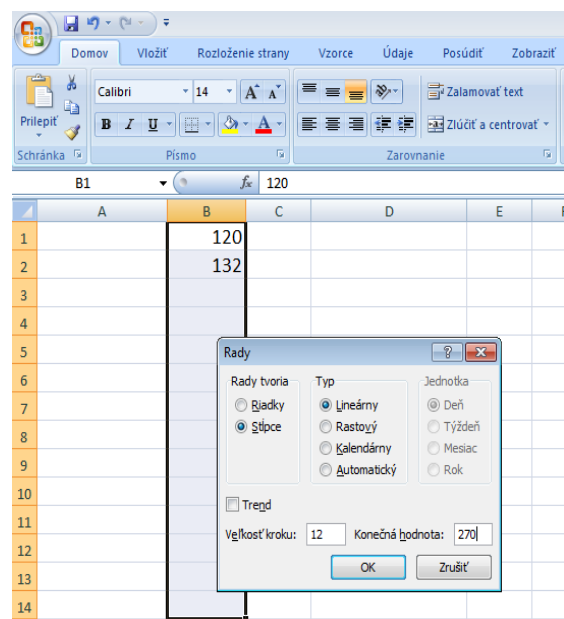 Domov Vložiť Rozloženie strany Vzorce Údaje Posúdiť Zobraziť
Calibri 14 A A Zalamovať text
Prilepiť B I U A Zlúčiť a centrovať
Schránka Písmo Zarovnanie
B1 fx 120
A B C D E
1 120
2 132
3
4
5
6
7
8
9
10
11
12
13
14
Rady
Rady tvoria Typ Jednotka
Riadky Lineárny Deň
Stĺpce Rastový Týždeň
Kalendárny Mesiac
Automatický Rok
Trend
Veľkosť kroku: 12 Konečná hodnota: 270
OK Zrušiť